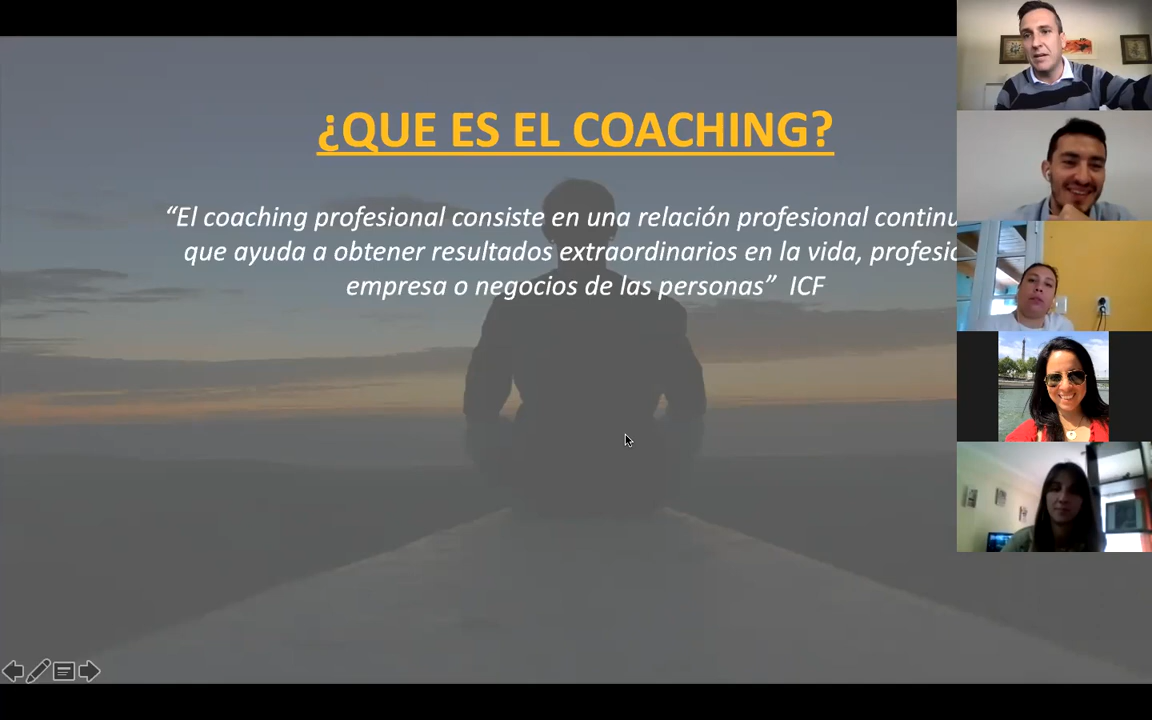 ¿QUE ES EL COACHING?
“El coaching profesional consiste en una relación profesional
que ayuda a obtener resultados extraordinarios en la vida,
empresa o negocios de las personas” ICF